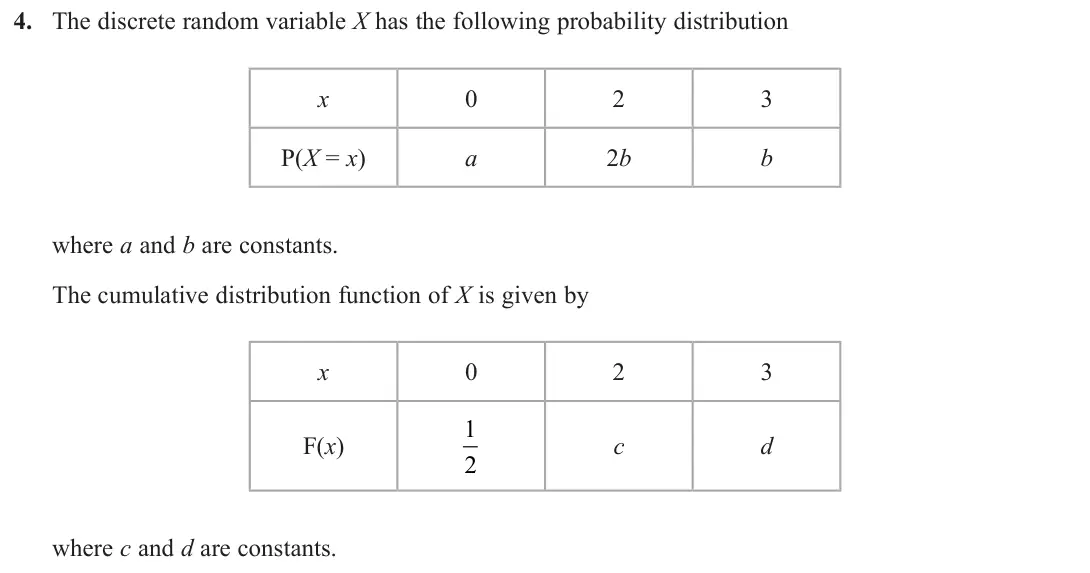 4. The discrete random variable X has the following probability distribution
x 0 2 3
P(X = x) a 2b b
where a and b are constants.
The cumulative distribution function of X is given by
x 0 2 3
F(x) 1/2 c d
where c and d are constants.